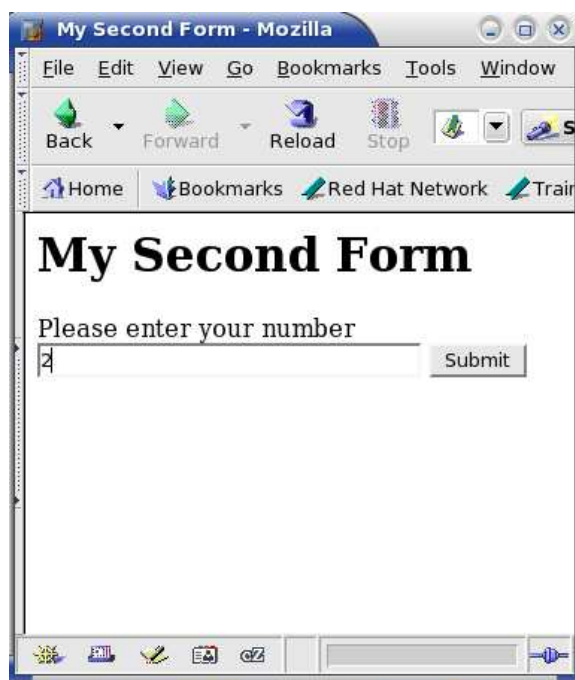 My Second Form - Mozilla
File Edit View Go Bookmarks Tools Window
Back Forward Reload Stop
Home Bookmarks Red Hat Network
My Second Form
Please enter your number
2 Submit